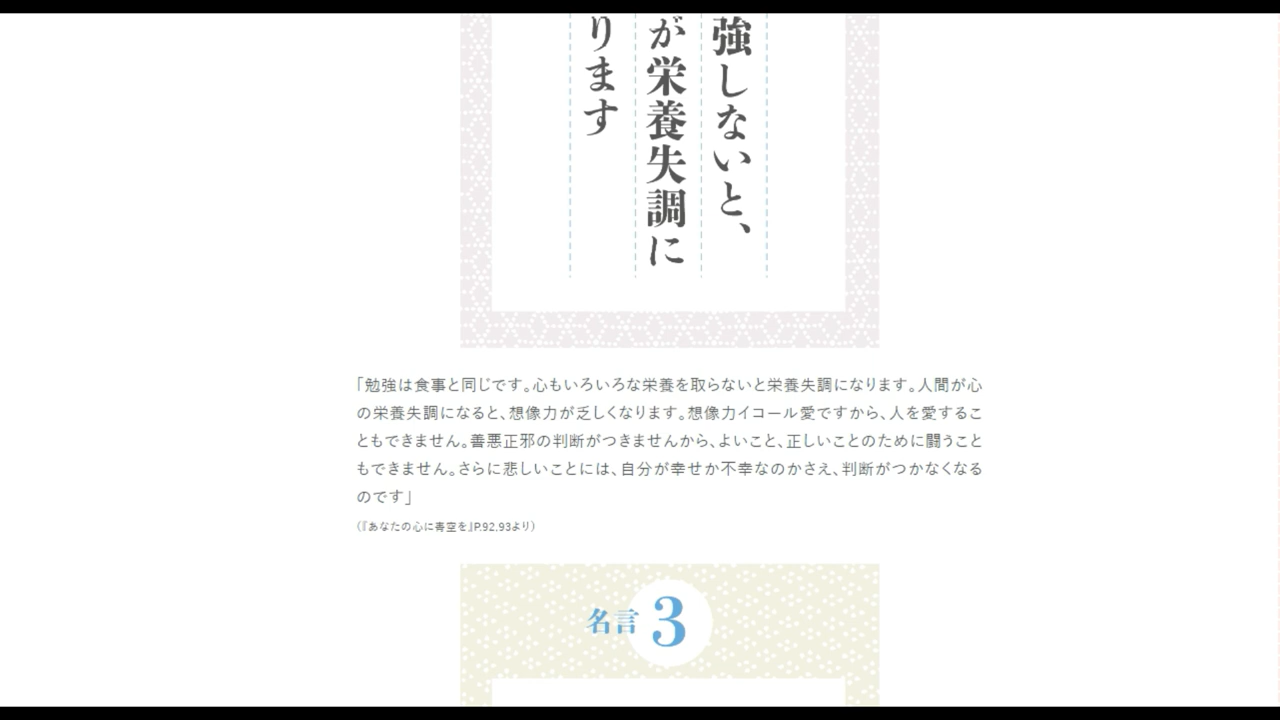 強しないと、
が栄養失調に
ります
「勉強は食事と同じです。心もいろいろな栄養を取らないと栄養失調になります。人間が心
の栄養失調になると、想像力が乏しくなります。想像力イコール愛ですから、人を愛するこ
ともできません。善悪正邪の判断がつきませんから、よいこと、正しいことのために闘うこと
もできません。さらに悲しいことには、自分が幸せか不幸なのかさえ、判断がつかなくなる
のです」
(『あなたの心に青空を』P.92,93より)
名言 3